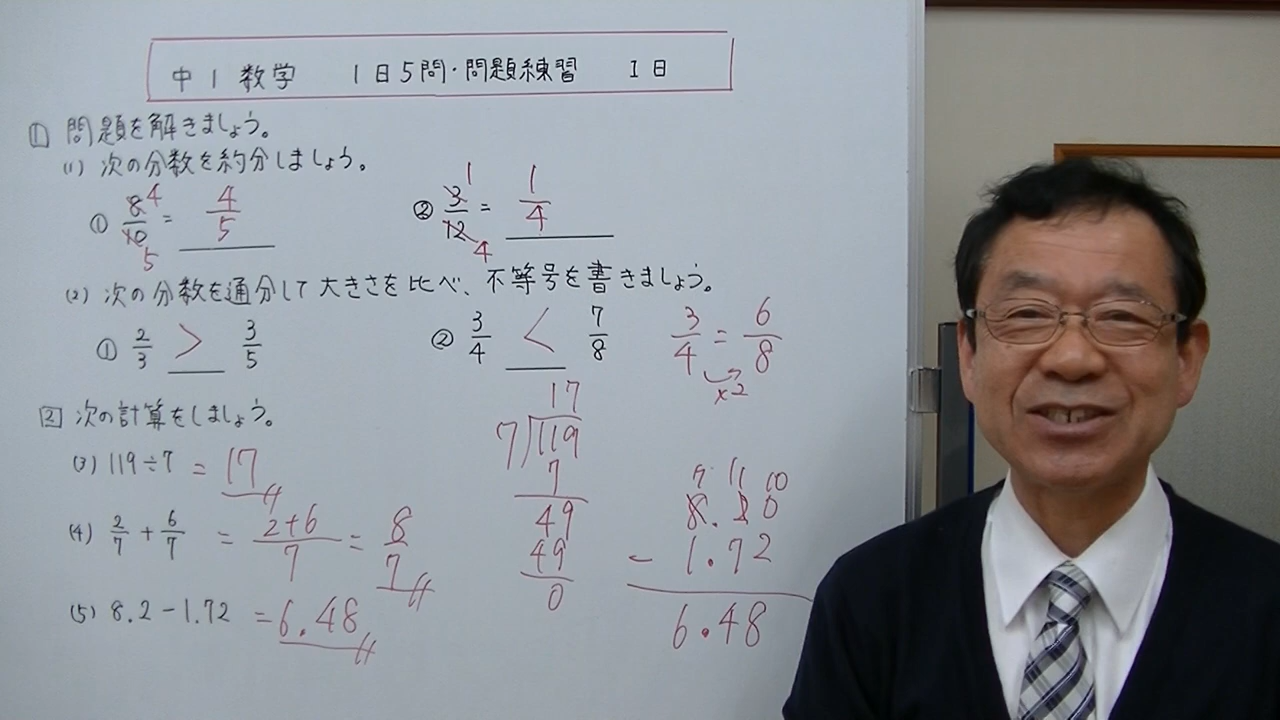 中1数学 1日5問・問題練習 1日
1 問題を解きましょう。
(1) 次の分数を約分しましょう。
① 8/10 4 5 = 4/5 ② 3/12 1 4 = 1/4
(2) 次の分数を通分して大きさを比べ、不等号を書きましょう。
① 2/3 > 3/5 ② 3/4 < 7/8 3/4 = 6/8 ×2
2 次の計算をしましょう。
(3) 119÷7 = 17
(4) 2/7 + 6/7 = 2+6/7 = 8/7
(5) 8.2-1.72 = 6.48
17
7)119
7
49
49
0
7 11 10
8.20
- 1.72
6.48